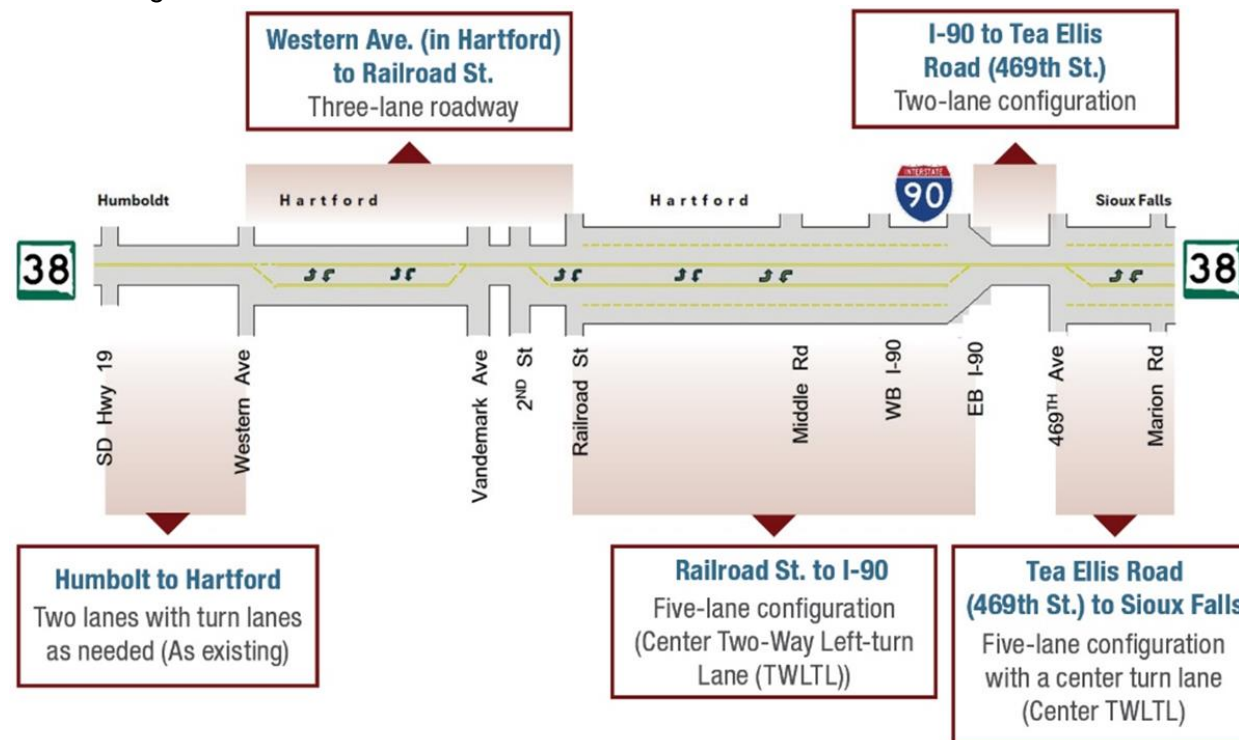 Western Ave. (in Hartford)
to Railroad St.
Three-lane roadway
I-90 to Tea Ellis
Road (469th St.)
Two-lane configuration
Humboldt
Hartford
Hartford
INTERSTATE
90
Sioux Falls
38
38
SD Hwy 19
Western Ave
Vandemark Ave
2ND St
Railroad St
Middle Rd
WB I-90
EB I-90
469TH Ave
Marion Rd
Humbolt to Hartford
Two lanes with turn lanes
as needed (As existing)
Railroad St. to I-90
Five-lane configuration
(Center Two-Way Left-turn
Lane (TWLTL))
Tea Ellis Road
(469th St.) to Sioux Falls
Five-lane configuration
with a center turn lane
(Center TWLTL)